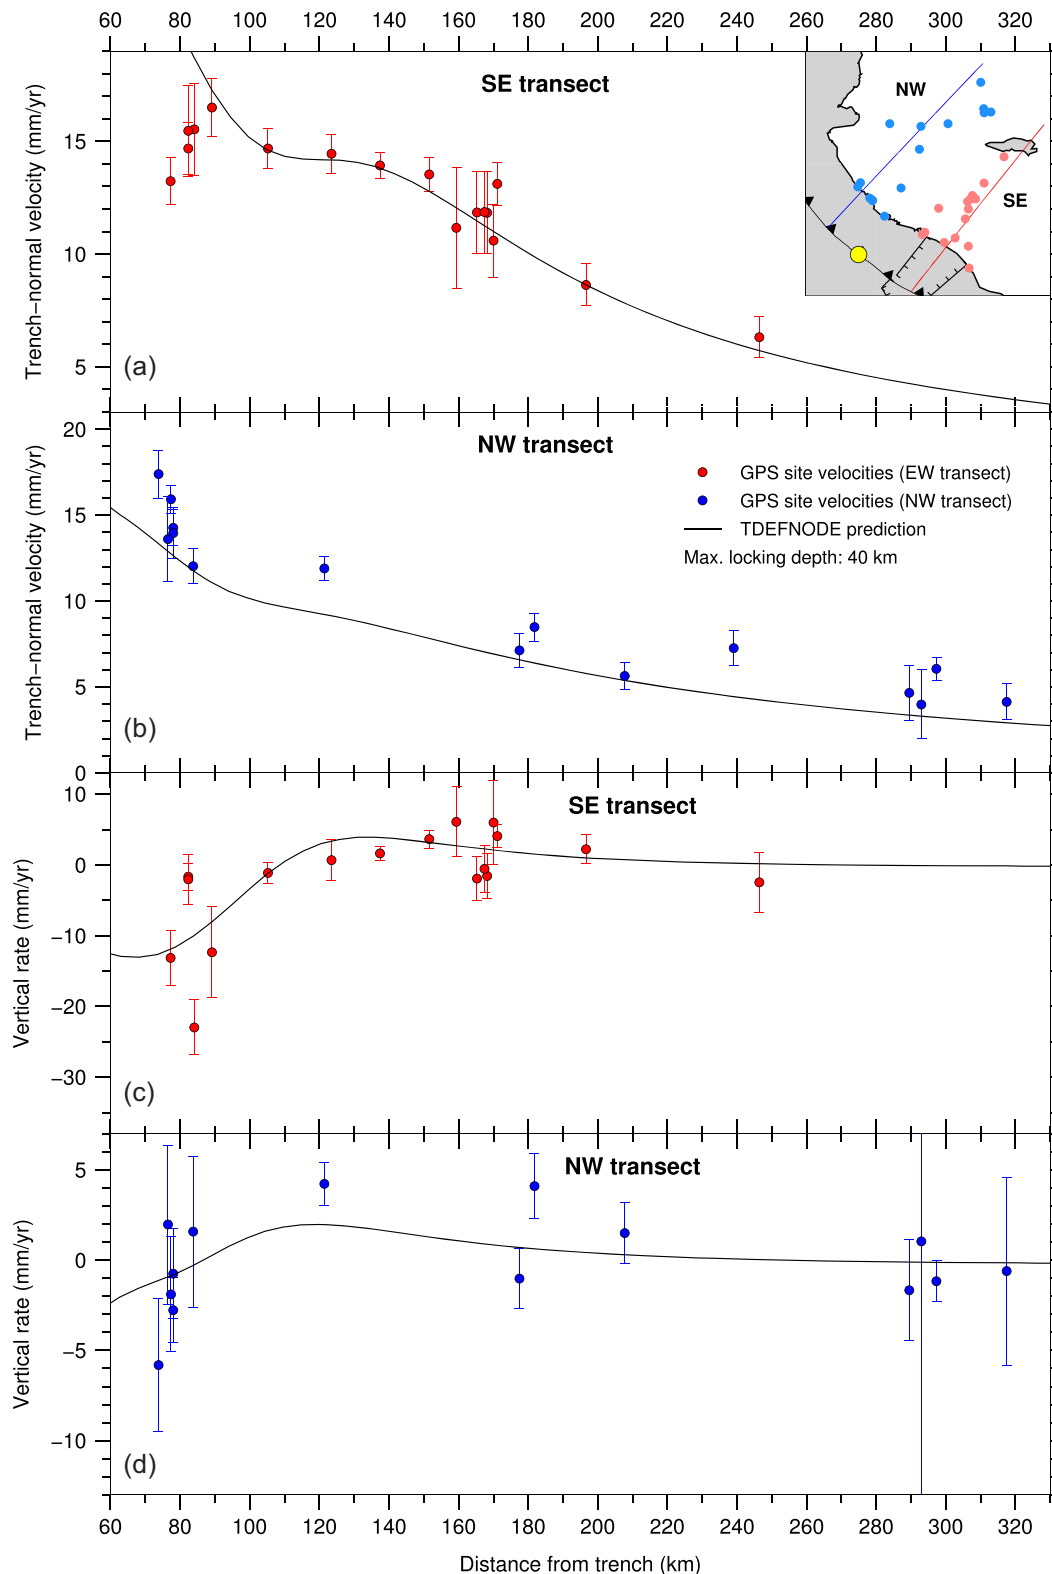 60 80 100 120 140 160 180 200 220 240 260 280 300 320
SE transect
NW
SE
15
10
5
Trench−normal velocity (mm/yr)
(a)
NW transect
GPS site velocities (EW transect)
GPS site velocities (NW transect)
TDEFNODE prediction
Max. locking depth: 40 km
20
15
10
5
0
Trench−normal velocity (mm/yr)
(b)
SE transect
10
0
−10
−20
−30
Vertical rate (mm/yr)
(c)
NW transect
5
0
−5
−10
Vertical rate (mm/yr)
(d)
60 80 100 120 140 160 180 200 220 240 260 280 300 320
Distance from trench (km)